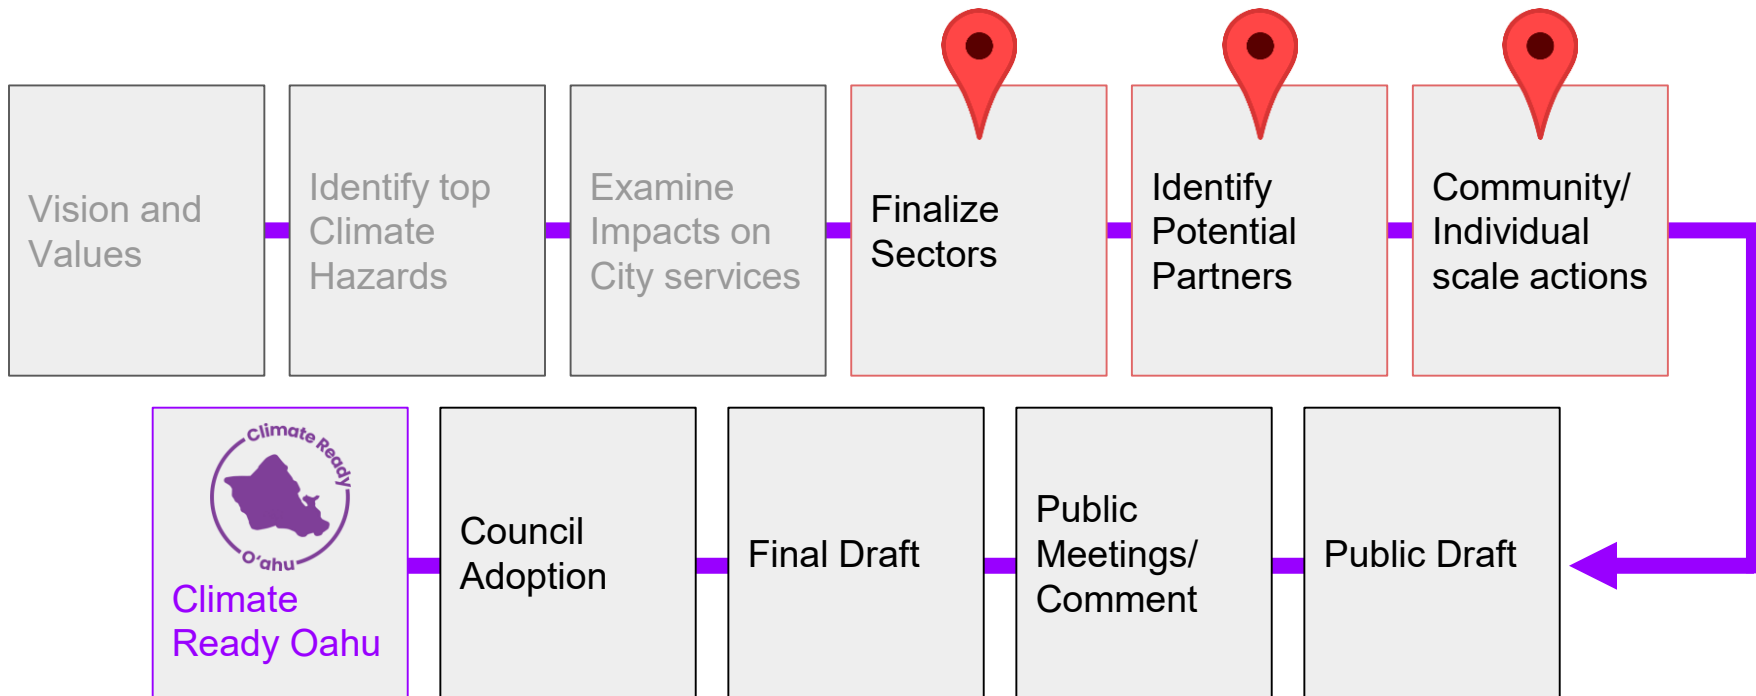 Vision and
Values
Identify top
Climate
Hazards
Examine
Impacts on
City services
Finalize
Sectors
Identify
Potential
Partners
Community/
Individual
scale actions
Public Draft
Public
Meetings/
Comment
Final Draft
Council
Adoption
Climate Ready
Oʻahu
Climate
Ready Oahu